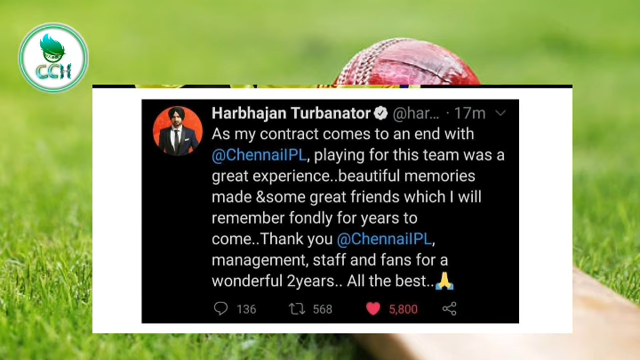 CCH
Harbhajan Turbanator @har... · 17m
As my contract comes to an end with
@ChennaiIPL, playing for this team was a
great experience..beautiful memories
made &some great friends which I will
remember fondly for years to
come..Thank you @ChennaiIPL,
management, staff and fans for a
wonderful 2years.. All the best..🙏
136 568 5,800